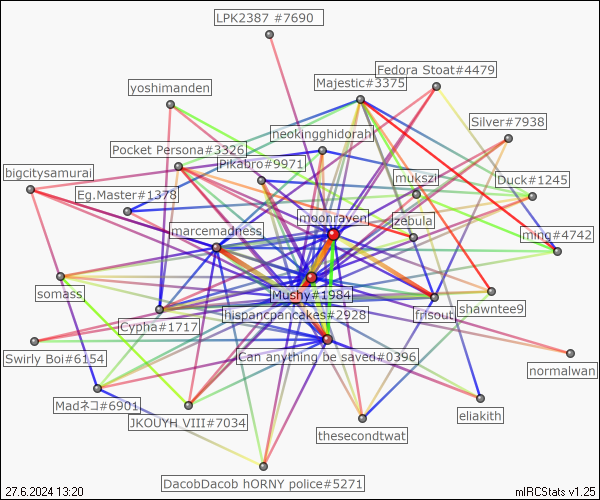 LPK2387 #7690
Fedora Stoat#4479
Majestic#3375
yoshimanden
Silver#7938
neokingghidorah
Pocket Persona#3326
Pikabro#9971
bigcitysamurai
mukszi
Duck#1245
Eg.Master#1378
moonraven
zebula
marcemadness
ming#4742
somass
Mushy#1984
hispancpancakes#2928
frisout
shawntee9
Cypha#1717
Swirly Boi#6154
Can anything be saved#0396
normalwan
Madネコ#6901
JKOUYH VIII#7034
eliakith
thesecondtwat
DacobDacob hORNY police#5271
27.6.2024 13:20
mIRCStats v1.25